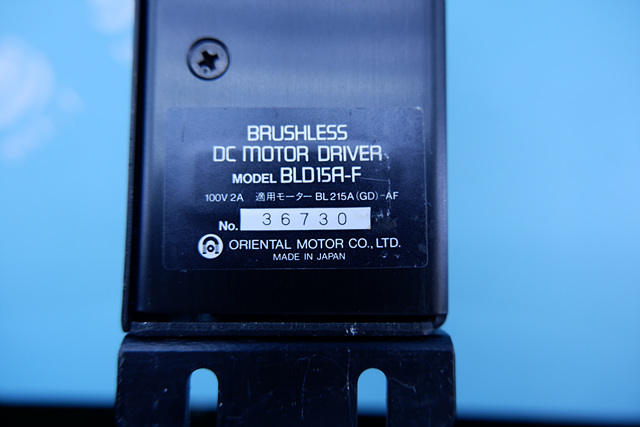 BRUSHLESS
DC MOTOR DRIVER
MODEL BLD15A-F
100V 2A 適用モーター BL215A(GD)-AF
No. 36730
ORIENTAL MOTOR CO., LTD.
MADE IN JAPAN